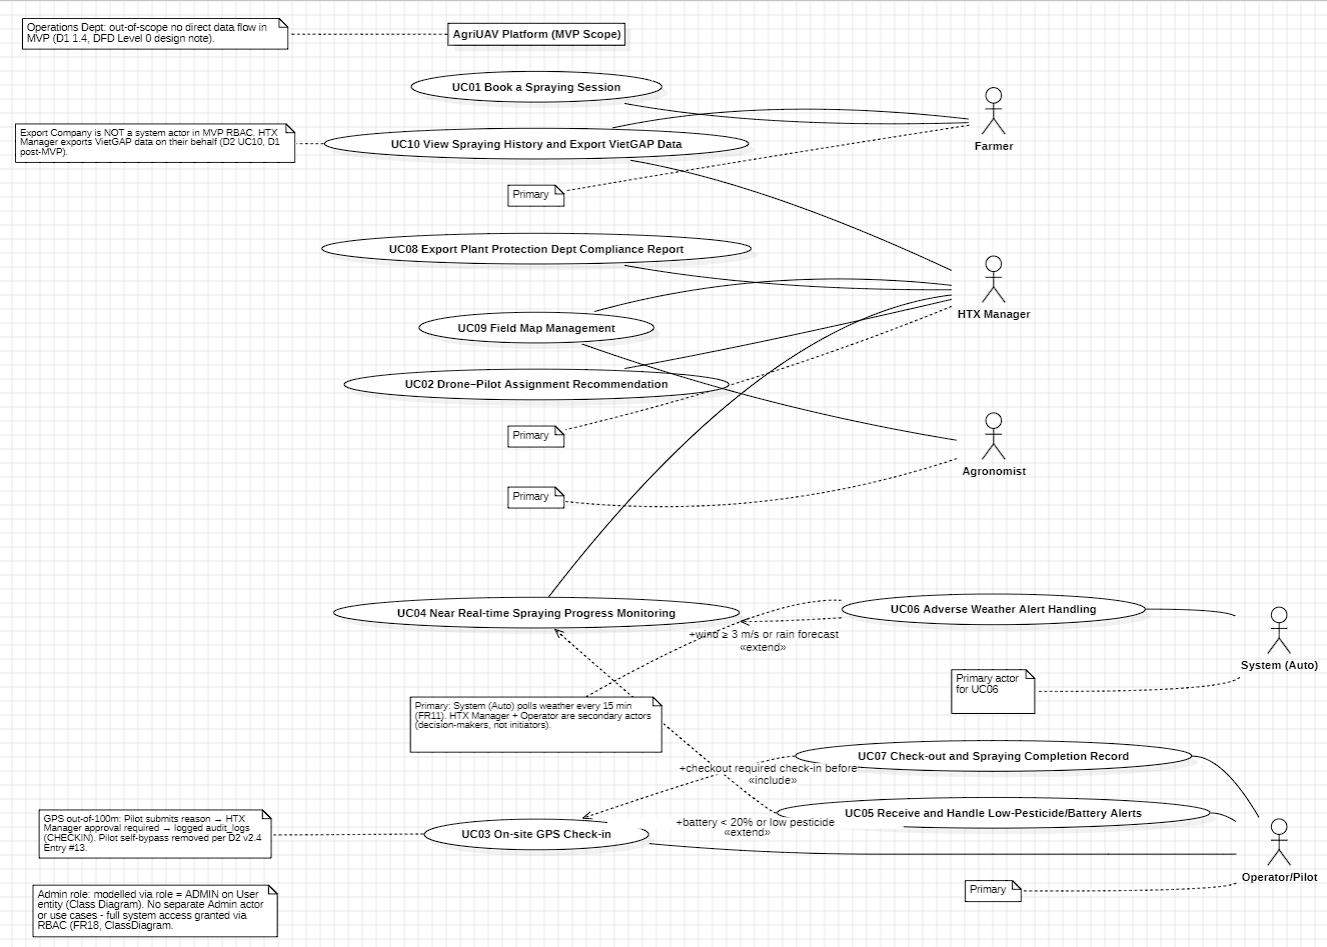 Operations Dept: out-of-scope no direct data flow in
MVP (D1 1.4, DFD Level 0 design note).
AgriUAV Platform (MVP Scope)
UC01 Book a Spraying Session
Farmer
Export Company is NOT a system actor in MVP RBAC. HTX
Manager exports VietGAP data on their behalf (D2 UC10, D1
post-MVP).
UC10 View Spraying History and Export VietGAP Data
Primary
UC08 Export Plant Protection Dept Compliance Report
HTX Manager
UC09 Field Map Management
UC02 Drone–Pilot Assignment Recommendation
Primary
Agronomist
Primary
UC04 Near Real-time Spraying Progress Monitoring
UC06 Adverse Weather Alert Handling
+wind ≥ 3 m/s or rain forecast
«extend»
System (Auto)
Primary actor
for UC06
Primary: System (Auto) polls weather every 15 min
(FR11). HTX Manager + Operator are secondary actors
(decision-makers, not initiators).
UC07 Check-out and Spraying Completion Record
+checkout required check-in before
«include»
UC05 Receive and Handle Low-Pesticide/Battery Alerts
+battery < 20% or low pesticide
«extend»
GPS out-of-100m: Pilot submits reason → HTX
Manager approval required → logged audit_logs
(CHECKIN). Pilot self-bypass removed per D2 v2.4
Entry #13.
UC03 On-site GPS Check-in
Operator/Pilot
Primary
Admin role: modelled via role = ADMIN on User
entity (Class Diagram). No separate Admin actor
or use cases - full system access granted via
RBAC (FR18, ClassDiagram.